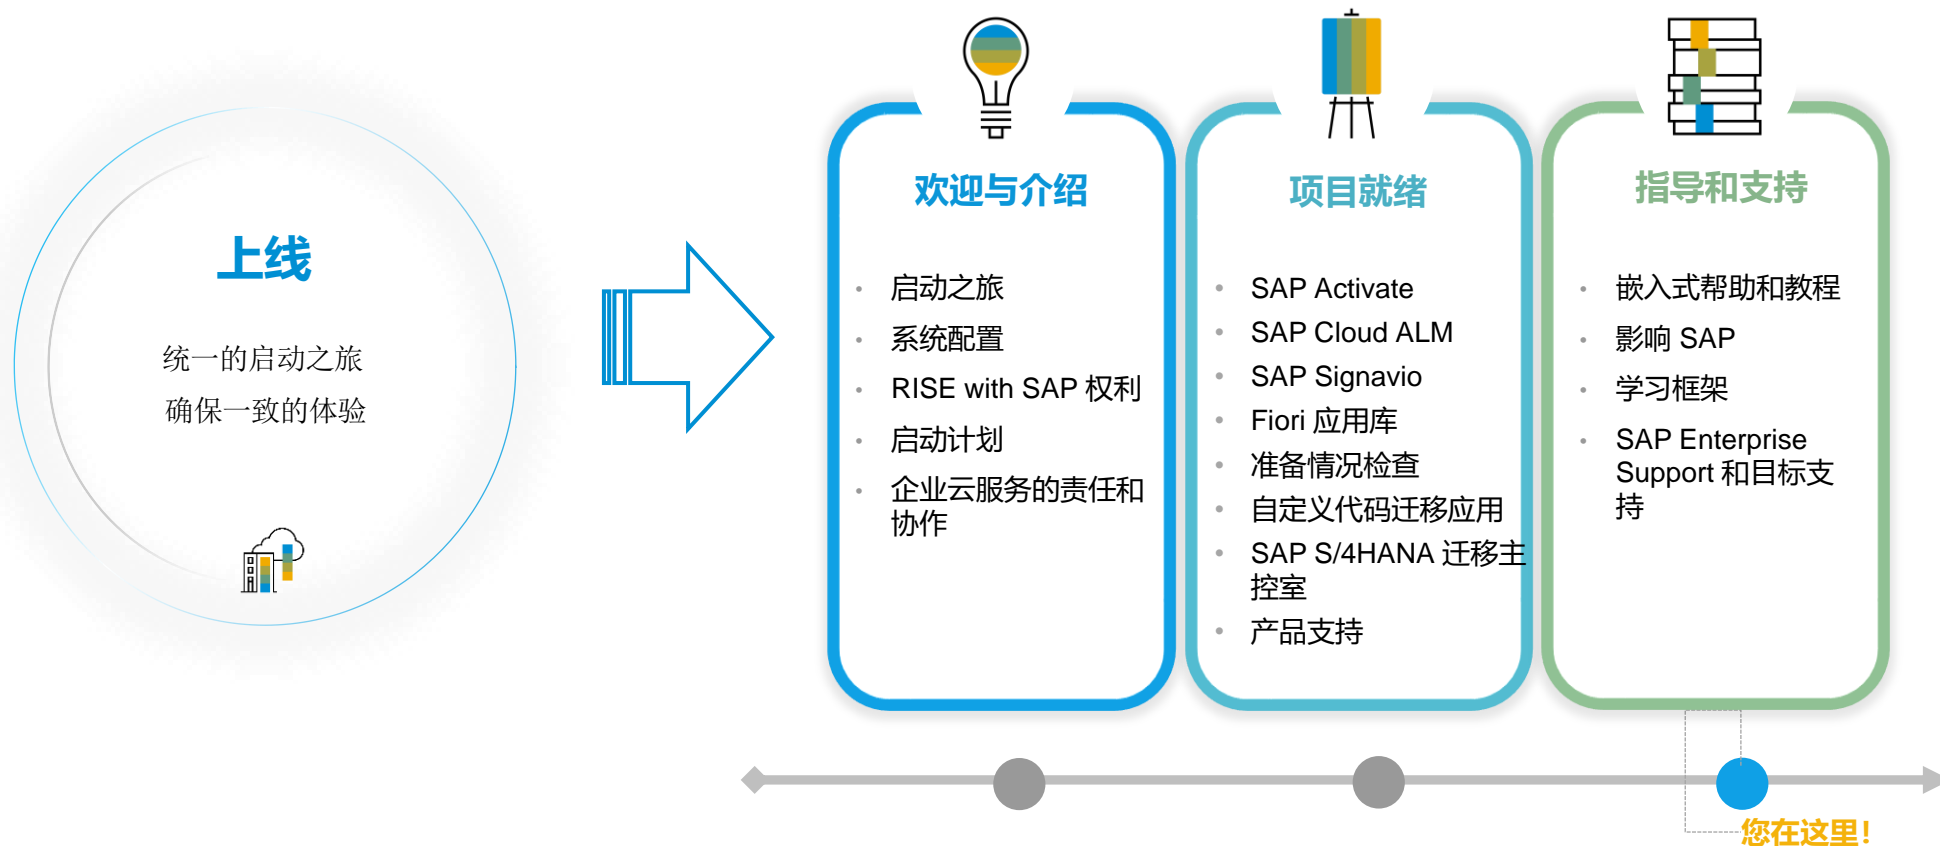 上线
统一的启动之旅
确保一致的体验
欢迎与介绍
启动之旅
系统配置
RISE with SAP 权利
启动计划
企业云服务的责任和
协作
项目就绪
SAP Activate
SAP Cloud ALM
SAP Signavio
Fiori 应用库
准备情况检查
自定义代码迁移应用
SAP S/4HANA 迁移主
控室
产品支持
指导和支持
嵌入式帮助和教程
影响 SAP
学习框架
SAP Enterprise
Support 和目标支
持
您在这里!